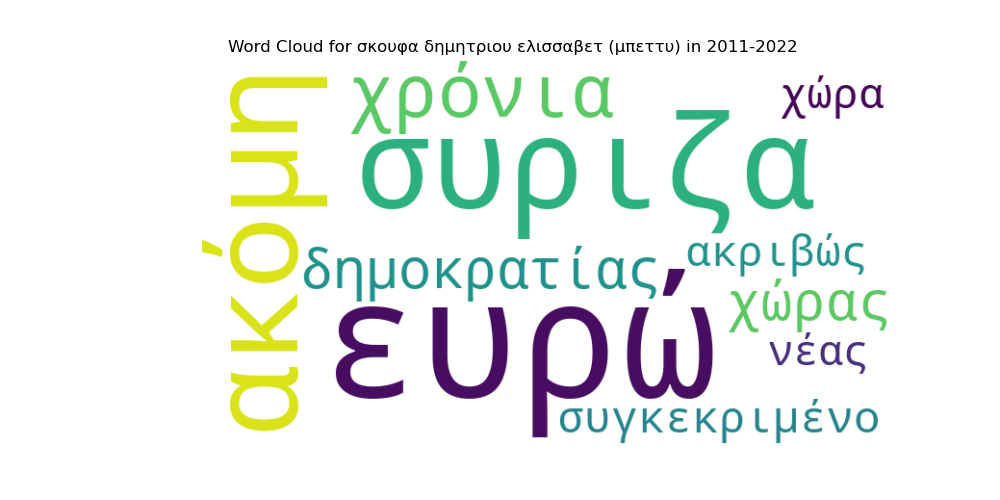 Word Cloud for σκουφα δημητριου ελισσαβετ (μπεττυ) in 2011-2022
ακόμη
χρόνια
χώρα
συριζα
δημοκρατίας
ακριβώς
ευρώ
χώρας
νέας
συγκεκριμένο